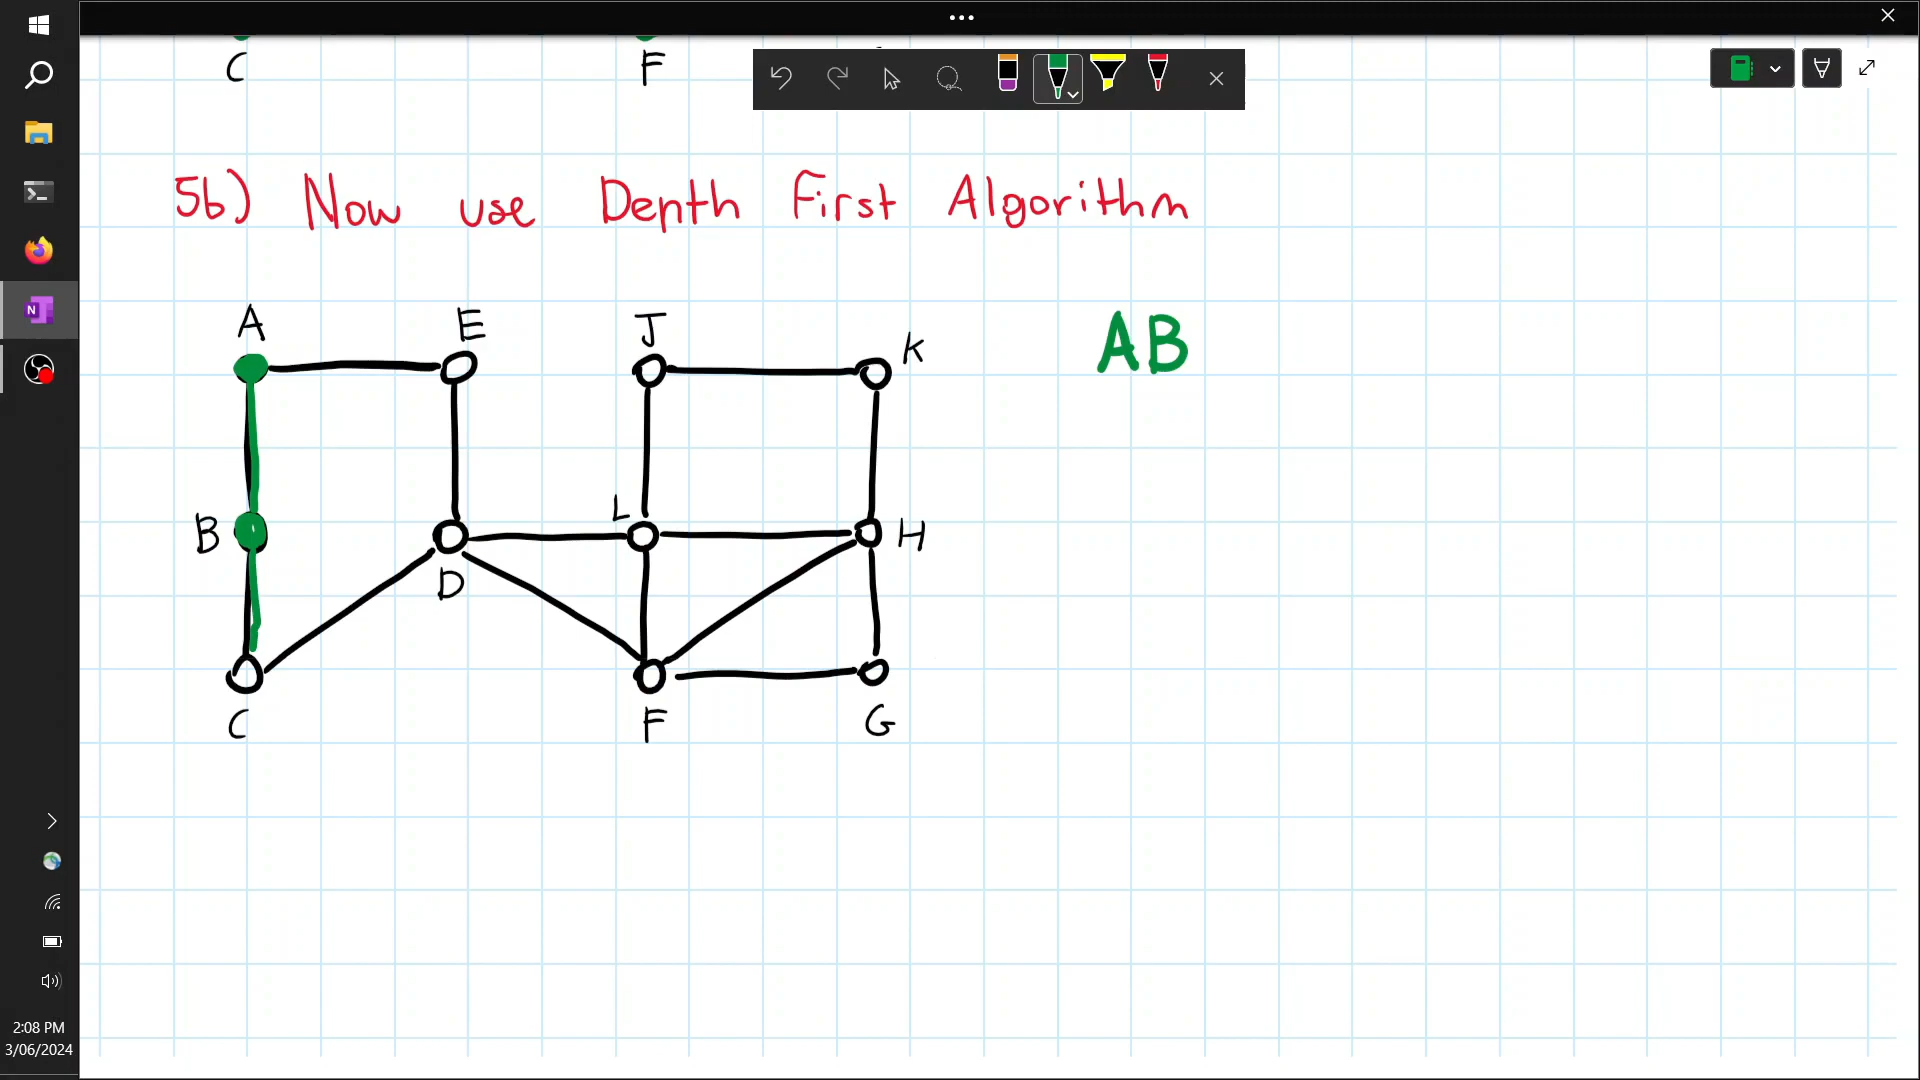 C F
5b) Now use Depth First Algorithm
A E J K AB
B L H
D
C F G
2:08 PM
3/06/2024